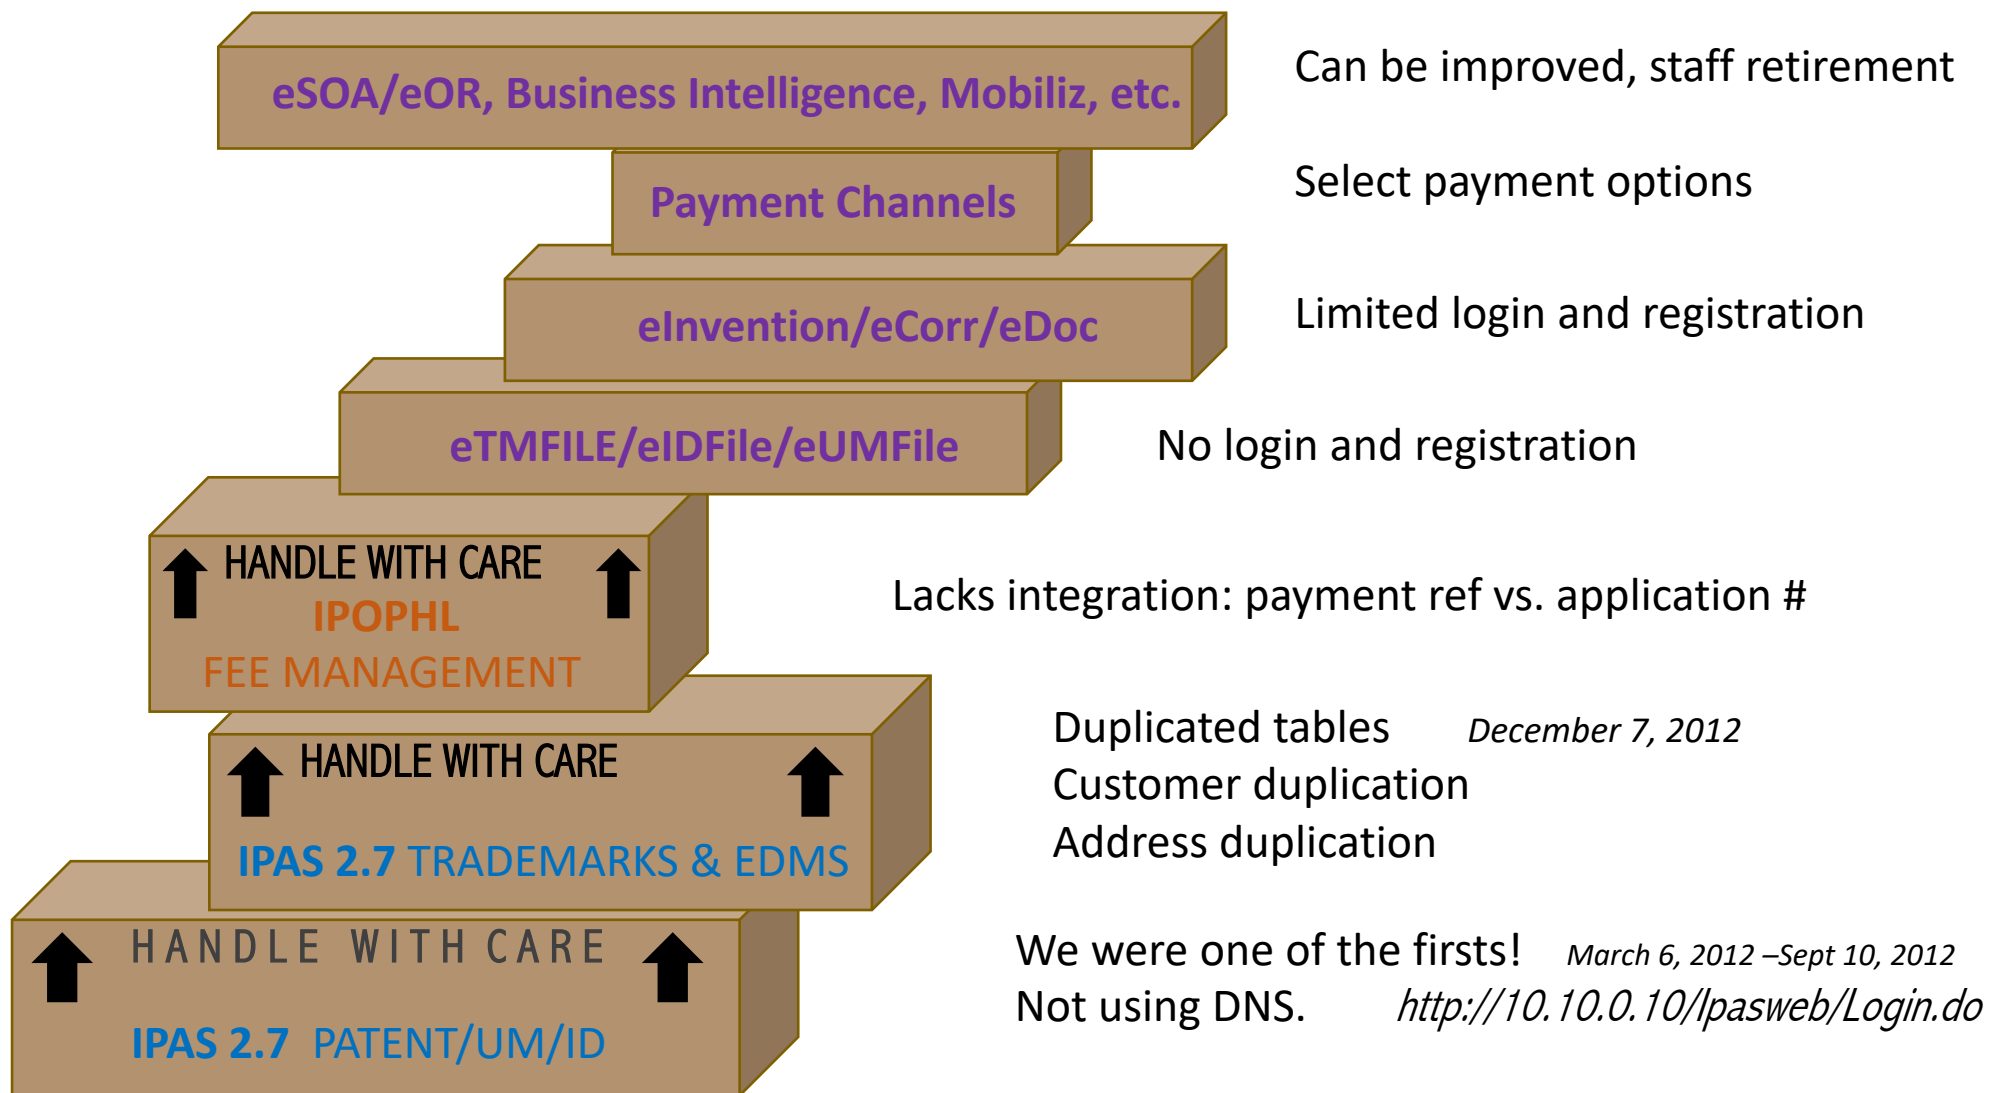 eSOA/eOR, Business Intelligence, Mobiliz, etc.
Can be improved, staff retirement
Payment Channels
Select payment options
eInvention/eCorr/eDoc
Limited login and registration
eTMFILE/eIDFile/eUMFile
No login and registration
HANDLE WITH CARE
IPOPHL
FEE MANAGEMENT
Lacks integration: payment ref vs. application #
HANDLE WITH CARE
IPAS 2.7 TRADEMARKS & EDMS
Duplicated tables December 7, 2012
Customer duplication
Address duplication
HANDLE WITH CARE
IPAS 2.7 PATENT/UM/ID
We were one of the firsts! March 6, 2012 –Sept 10, 2012
Not using DNS. http://10.10.0.10/Ipasweb/Login.do